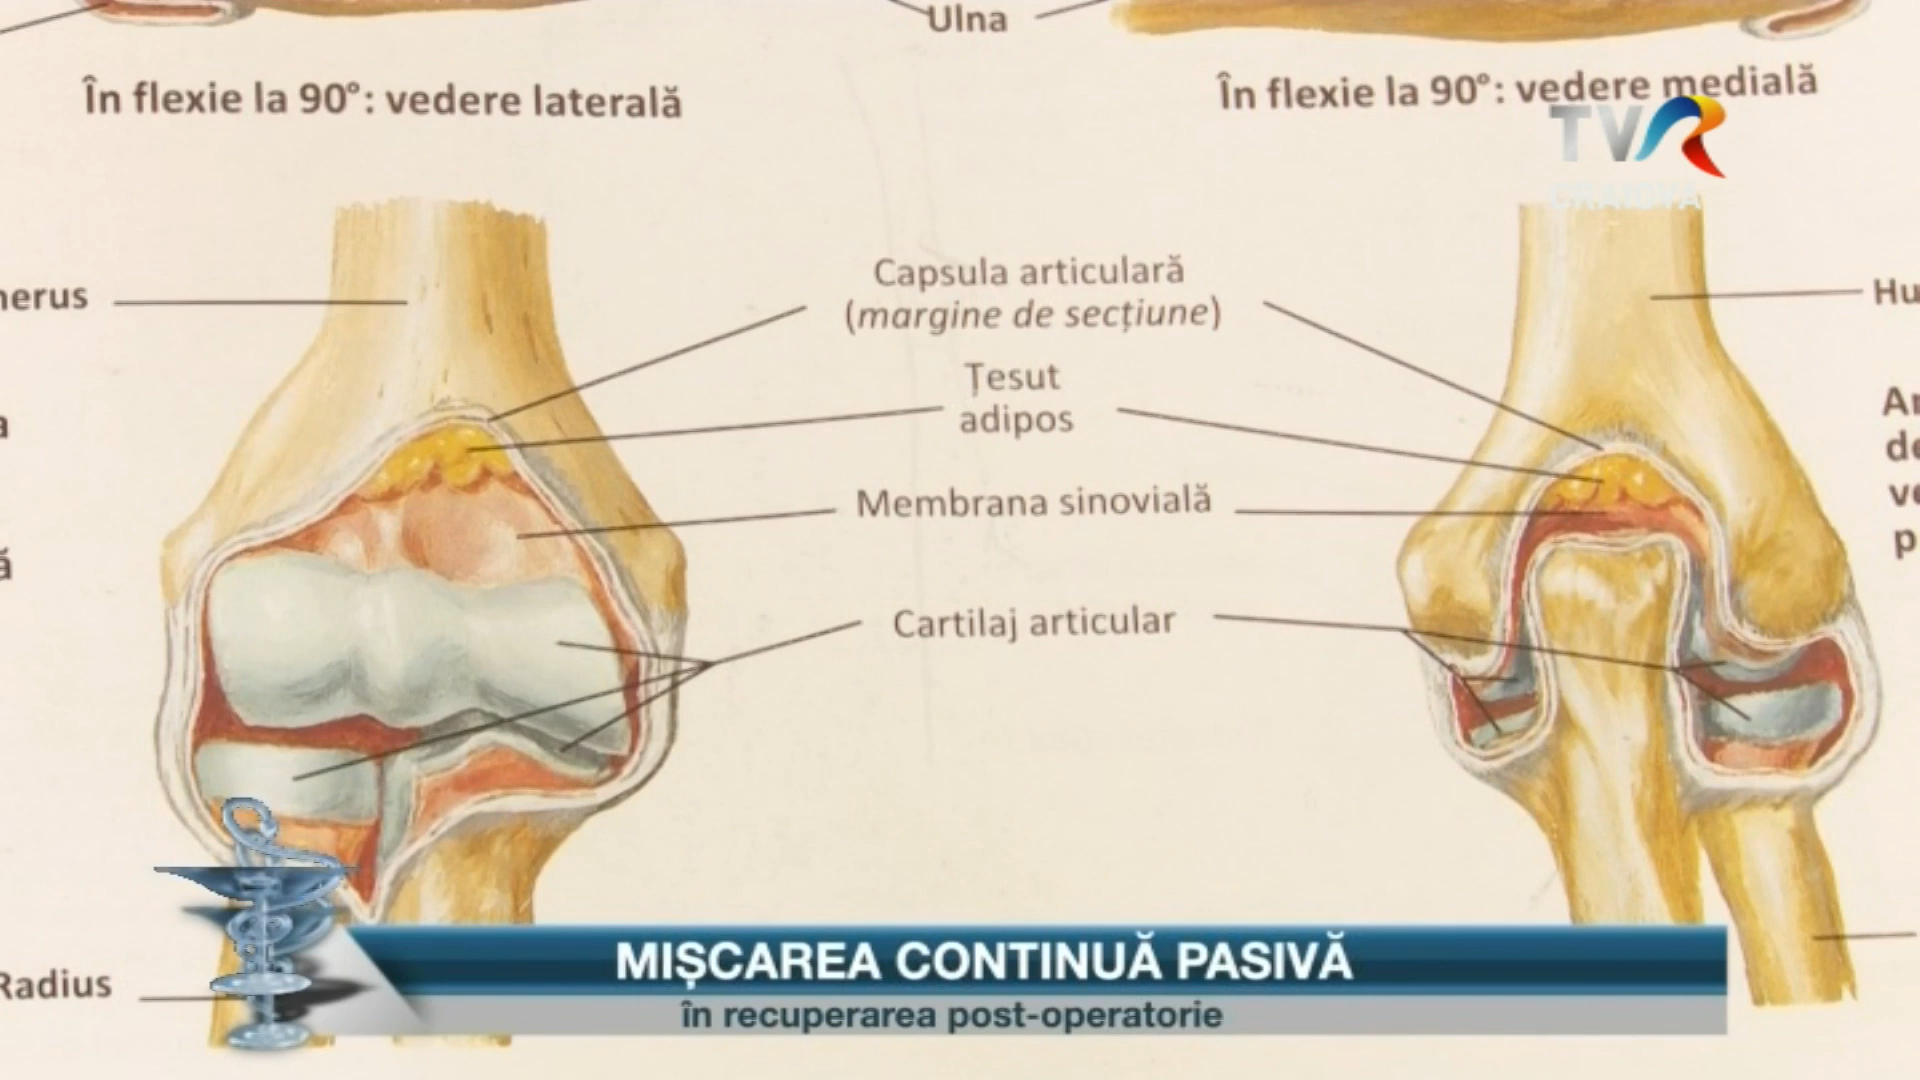 Ulna
În flexie la 90°: vedere laterală
În flexie la 90°: vedere medială
TVR
CRAIOVA
Capsula articulară
(margine de secțiune)
Țesut
adipos
Membrana sinovială
Cartilaj articular
Radius
MIȘCAREA CONTINUĂ PASIVĂ
în recuperarea post-operatorie